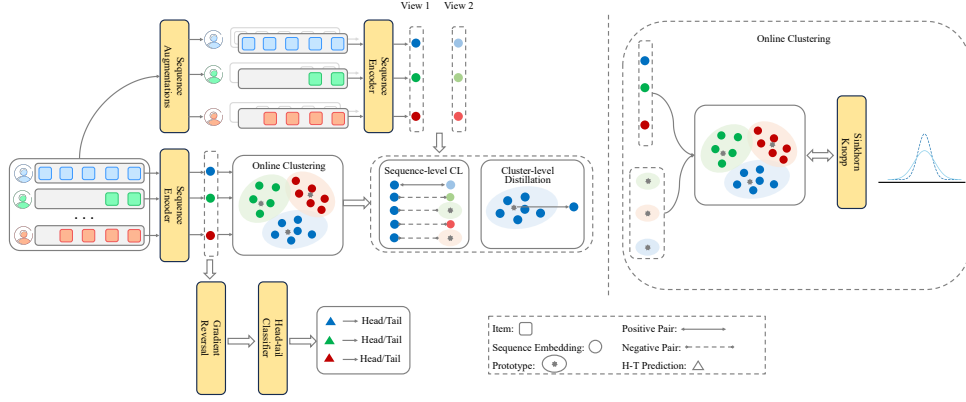 View 1
View 2
Sequence
Augmentations
Sequence
Encoder
Sequence
Encoder
Online Clustering
Sequence-level CL
Cluster-level
Distillation
. . .
Gradient
Reversal
Head-tail
Classifier
Head/Tail
Head/Tail
Head/Tail
Online Clustering
Sinkhorn
Knopp
Item:
Positive Pair:
Sequence Embedding:
Negative Pair:
Prototype:
H-T Prediction: